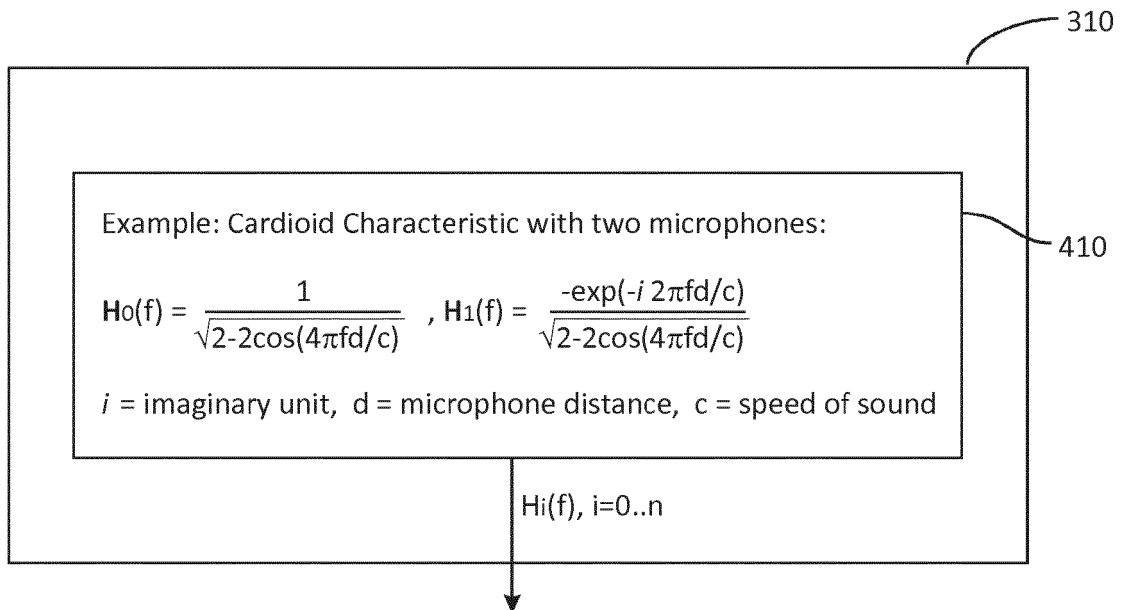 310
Example: Cardioid Characteristic with two microphones:
410
H0(f) = 1 / √2-2cos(4πfd/c) , H1(f) = -exp(-i 2πfd/c) / √2-2cos(4πfd/c)
i = imaginary unit, d = microphone distance, c = speed of sound
Hi(f), i=0..n